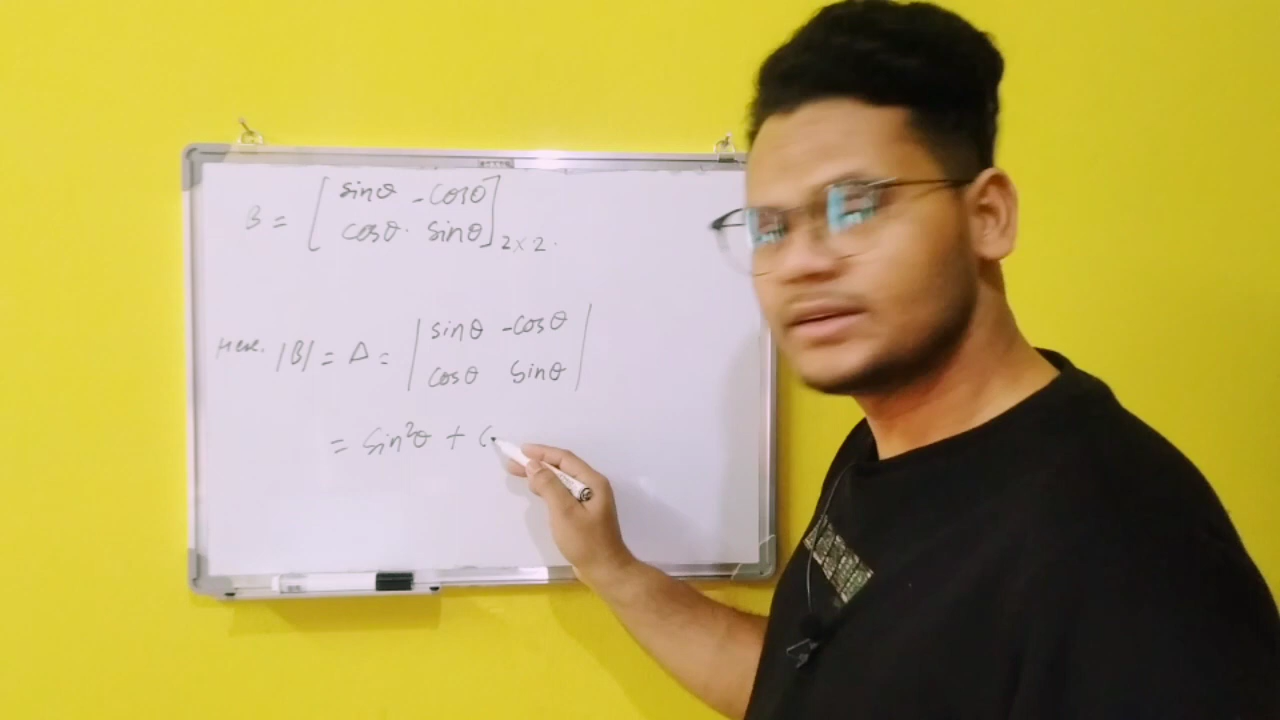 B = [ sinθ -cosθ
cosθ. sinθ ] 2×2.
Here. |B| = Δ = | sinθ -cosθ
cosθ sinθ |
= sin²θ + c